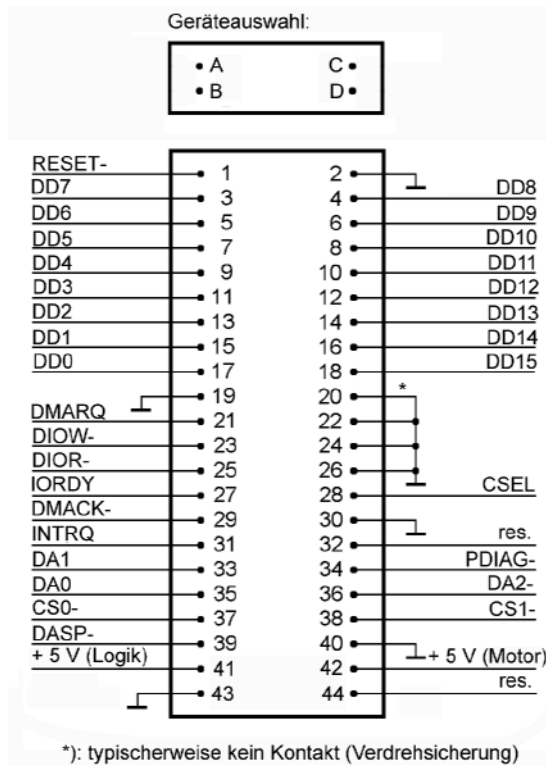 Geräteauswahl:
A C
B D
RESET- 1 2
DD7 3 4 DD8
DD6 5 6 DD9
DD5 7 8 DD10
DD4 9 10 DD11
DD3 11 12 DD12
DD2 13 14 DD13
DD1 15 16 DD14
DD0 17 18 DD15
19 20 *
DMARQ 21 22
DIOW- 23 24
DIOR- 25 26
IORDY 27 28 CSEL
DMACK- 29 30
INTRQ 31 32 res.
DA1 33 34 PDIAG-
DA0 35 36 DA2-
CS0- 37 38 CS1-
DASP- 39 40
+ 5 V (Logik) 41 42 + 5 V (Motor)
43 44 res.
*): typischerweise kein Kontakt (Verdrehsicherung)